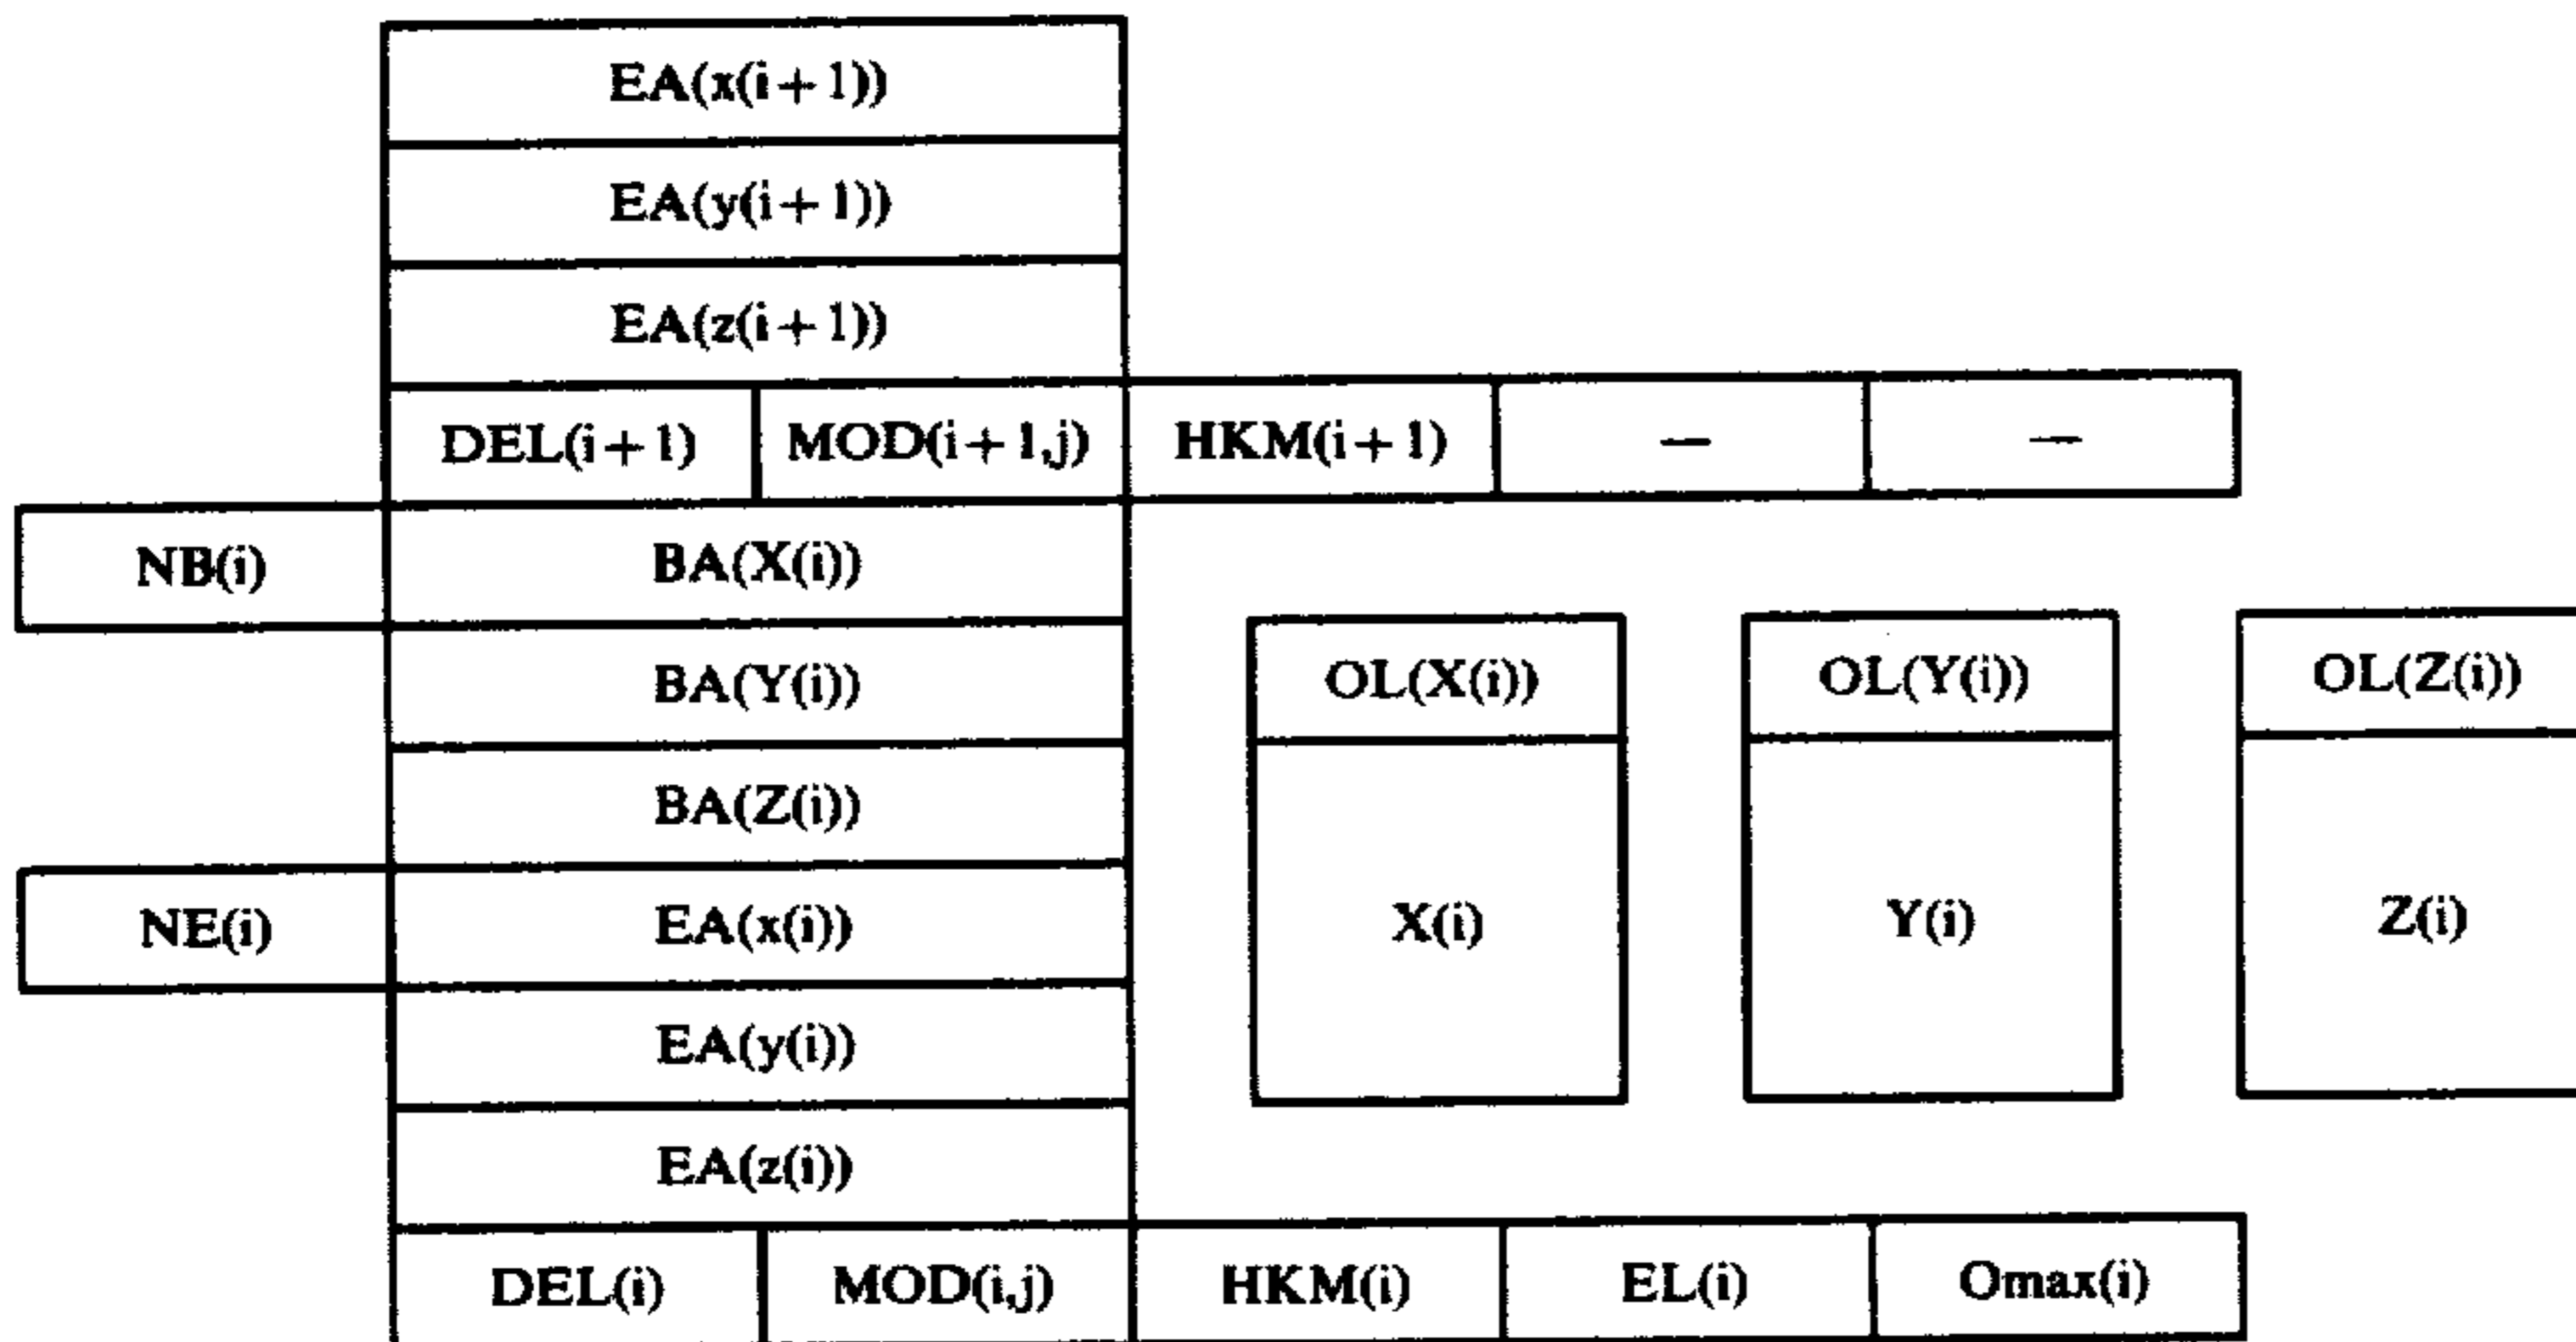 EA(x(i+1))
EA(y(i+1))
EA(z(i+1))
DEL(i+1) MOD(i+1,j) HKM(i+1) — —
NB(i) BA(X(i))
BA(Y(i)) OL(X(i)) OL(Y(i)) OL(Z(i))
BA(Z(i))
NE(i) EA(x(i)) X(i) Y(i) Z(i)
EA(y(i))
EA(z(i))
DEL(i) MOD(i,j) HKM(i) EL(i) Omax(i)